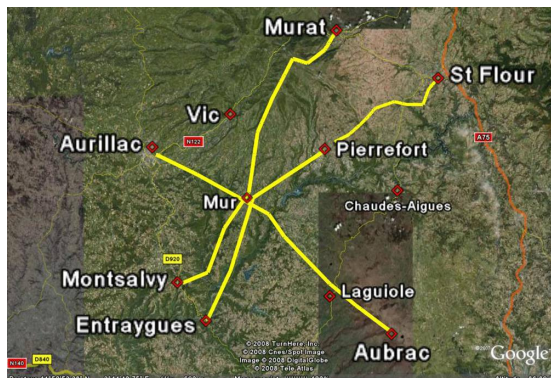 Murat
St Flour
Vic
A75
Aurillac
N122
Pierrefort
Mur
Chaudes-Aigues
D920
Montsalvy
Laguiole
Entraygues
Aubrac
© 2008 TurnHere, Inc.
© 2008 Cnes/Spot Image
Image © 2008 DigitalGlobe
© 2008 Tele Atlas
©2007 Google
N140
D840